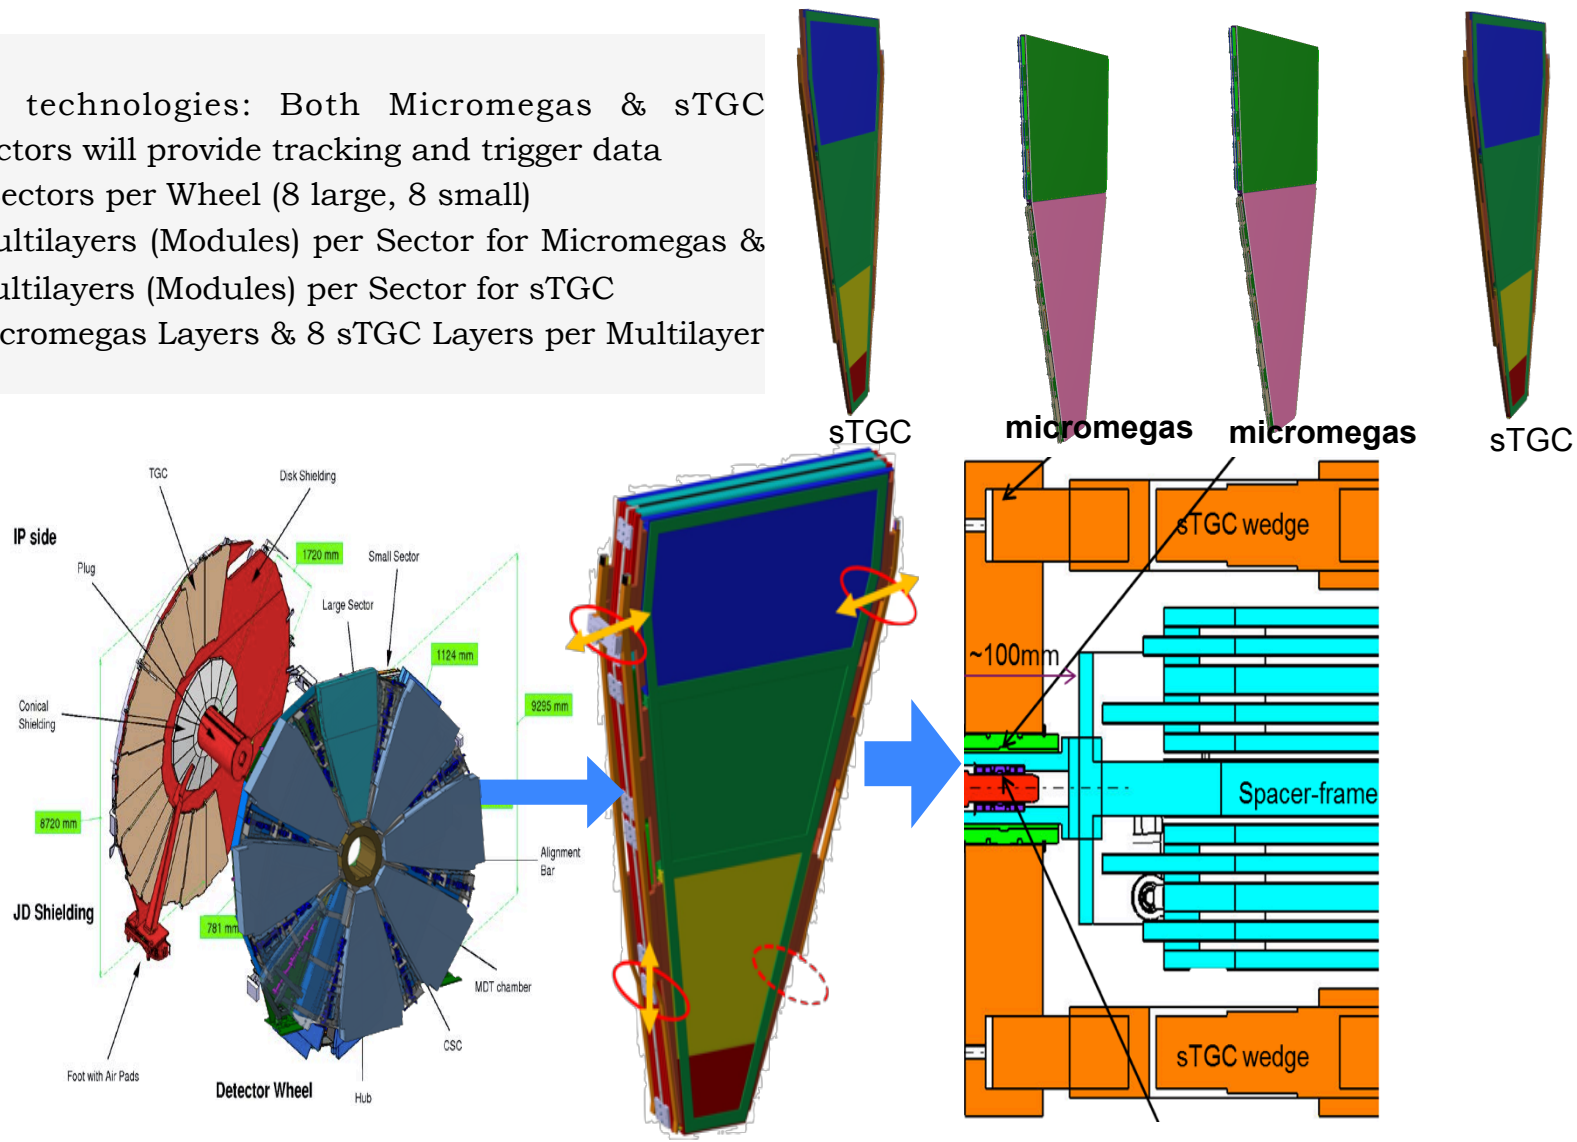 technologies: Both Micromegas & sTGC
ctors will provide tracking and trigger data
ectors per Wheel (8 large, 8 small)
ultilayers (Modules) per Sector for Micromegas &
ultilayers (Modules) per Sector for sTGC
cromegas Layers & 8 sTGC Layers per Multilayer
sTGC
micromegas
micromegas
sTGC
TGC
Disk Shielding
IP side
1720 mm
Small Sector
Plug
Large Sector
1124 mm
Conical
Shielding
9295 mm
8720 mm
Alignment
Bar
JD Shielding
781 mm
MDT chamber
CSC
Foot with Air Pads
Detector Wheel
Hub
sTGC wedge
~100mm
Spacer-frame
sTGC wedge